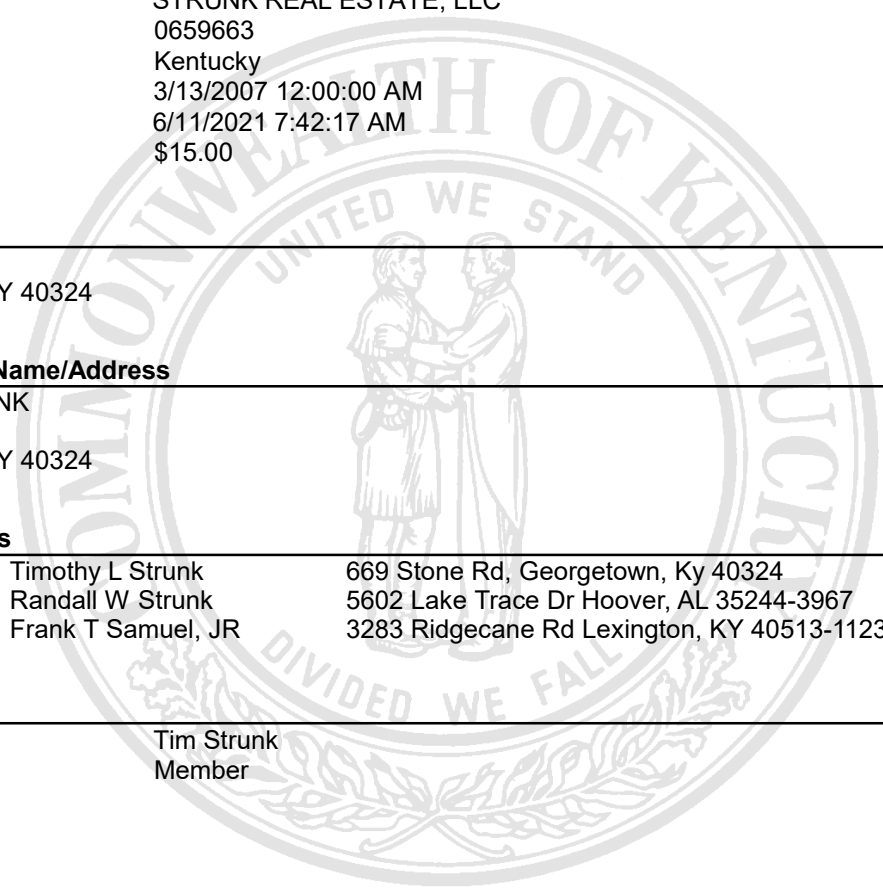 STRUNK REAL ESTATE, LLC
0659663
Kentucky
3/13/2007 12:00:00 AM
6/11/2021 7:42:17 AM
$15.00
Y 40324
Name/Address
NK
Y 40324
s
Timothy L Strunk 669 Stone Rd, Georgetown, Ky 40324
Randall W Strunk 5602 Lake Trace Dr Hoover, AL 35244-3967
Frank T Samuel, JR 3283 Ridgecane Rd Lexington, KY 40513-1123
Tim Strunk
Member
COMMONWEALTH OF KENTUCKY
UNITED WE STAND
DIVIDED WE FALL